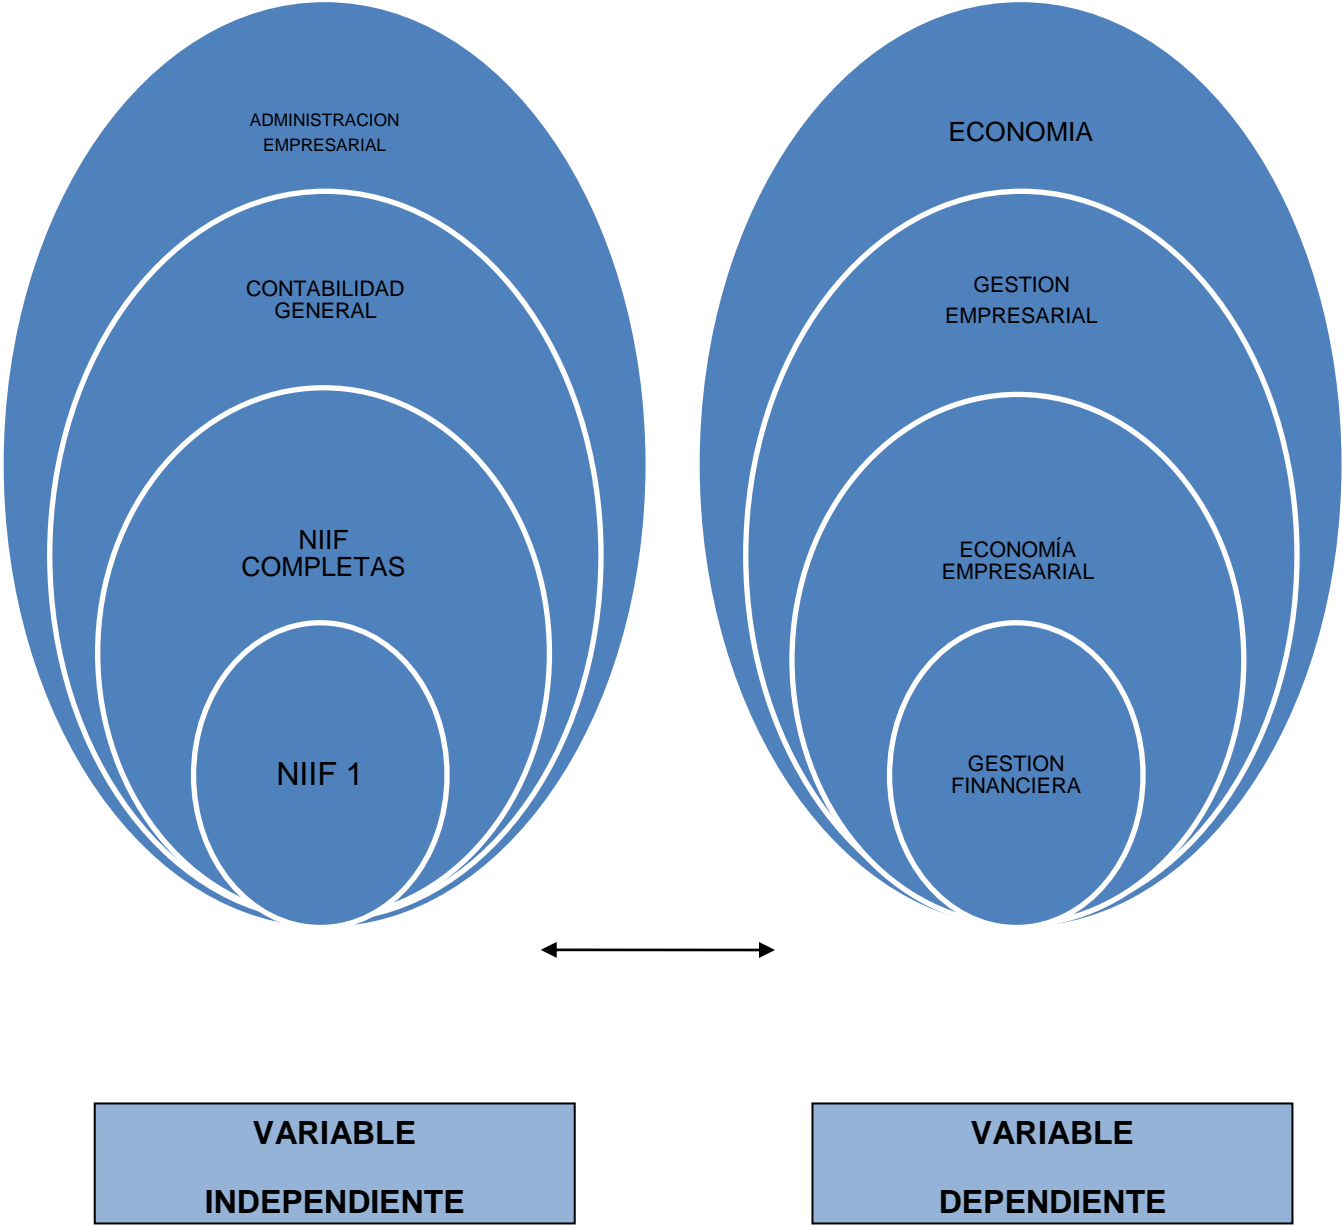 ADMINISTRACION
EMPRESARIAL
CONTABILIDAD
GENERAL
NIIF
COMPLETAS
NIIF 1
ECONOMIA
GESTION
EMPRESARIAL
ECONOMÍA
EMPRESARIAL
GESTION
FINANCIERA
VARIABLE
INDEPENDIENTE
VARIABLE
DEPENDIENTE